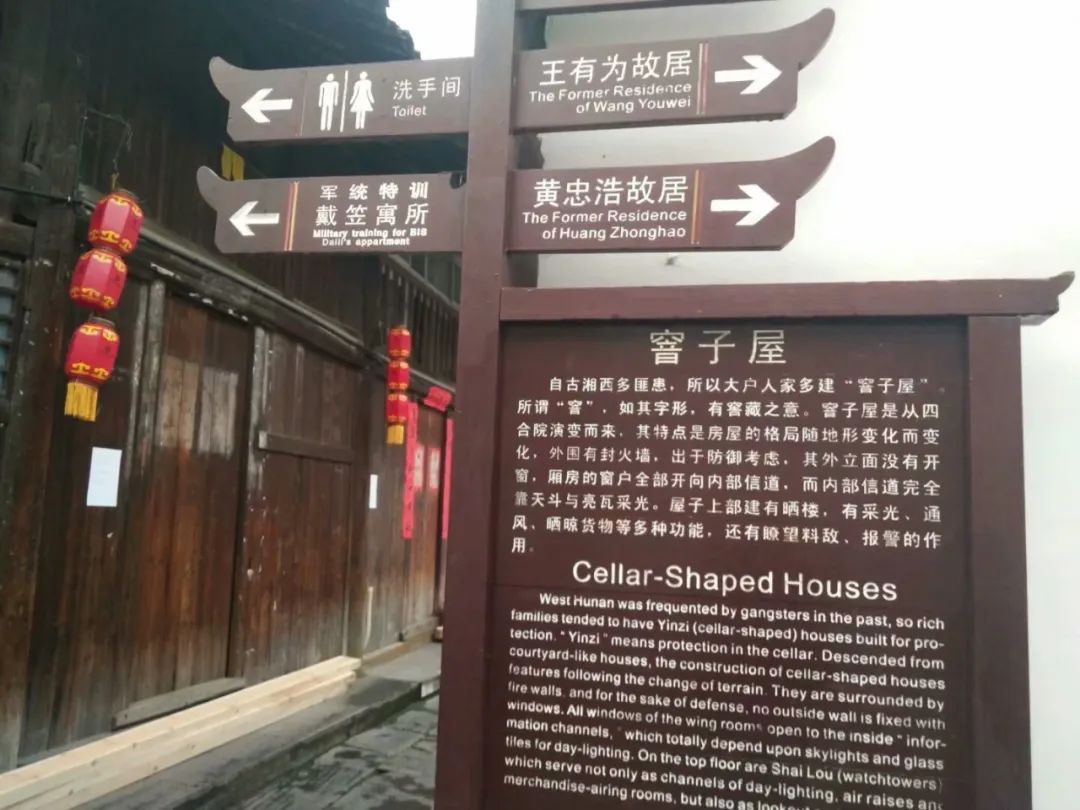 洗手间
Toilet
王有为故居
The Former Residence
of Wang Youwei
军统特训
戴笠寓所
Military training for BIS
Daili's appartment
黄忠浩故居
The Former Residence
of Huang Zhonghao
窨子屋
自古湘西多匪患，所以大户人家多建“窨子屋”。
所谓“窨”，如其字形，有窖藏之意。窨子屋是从四
合院演变而来，其特点是房屋的格局随地形变化而变
化，外围有封火墙，出于防御考虑，其外立面没有开
窗，厢房的窗户全部开向内部信道，而内部信道完全
靠天斗与亮瓦采光。屋子上部建有晒楼，有采光、通
风、晒晾货物等多种功能，还有瞭望料敌、报警的作
用。
Cellar-Shaped Houses
West Hunan was frequented by gangsters in the past, so rich
families tended to have Yinzi (cellar-shaped) houses built for pro-
tection. “Yinzi” means protection in the cellar. Descended from
courtyard-like houses, the construction of cellar-shaped houses
features following the change of terrain. They are surrounded by
fire walls, and for the sake of defense, no outside wall is fixed with
windows. All windows of the wing rooms open to the inside “infor-
mation channels, “which totally depend upon skylights and glass
tiles for day-lighting. On the top floor are Shai Lou (watchtowers)
which serve not only as channels of day-lighting, air raises an
merchandise-airing rooms, but also as lookout